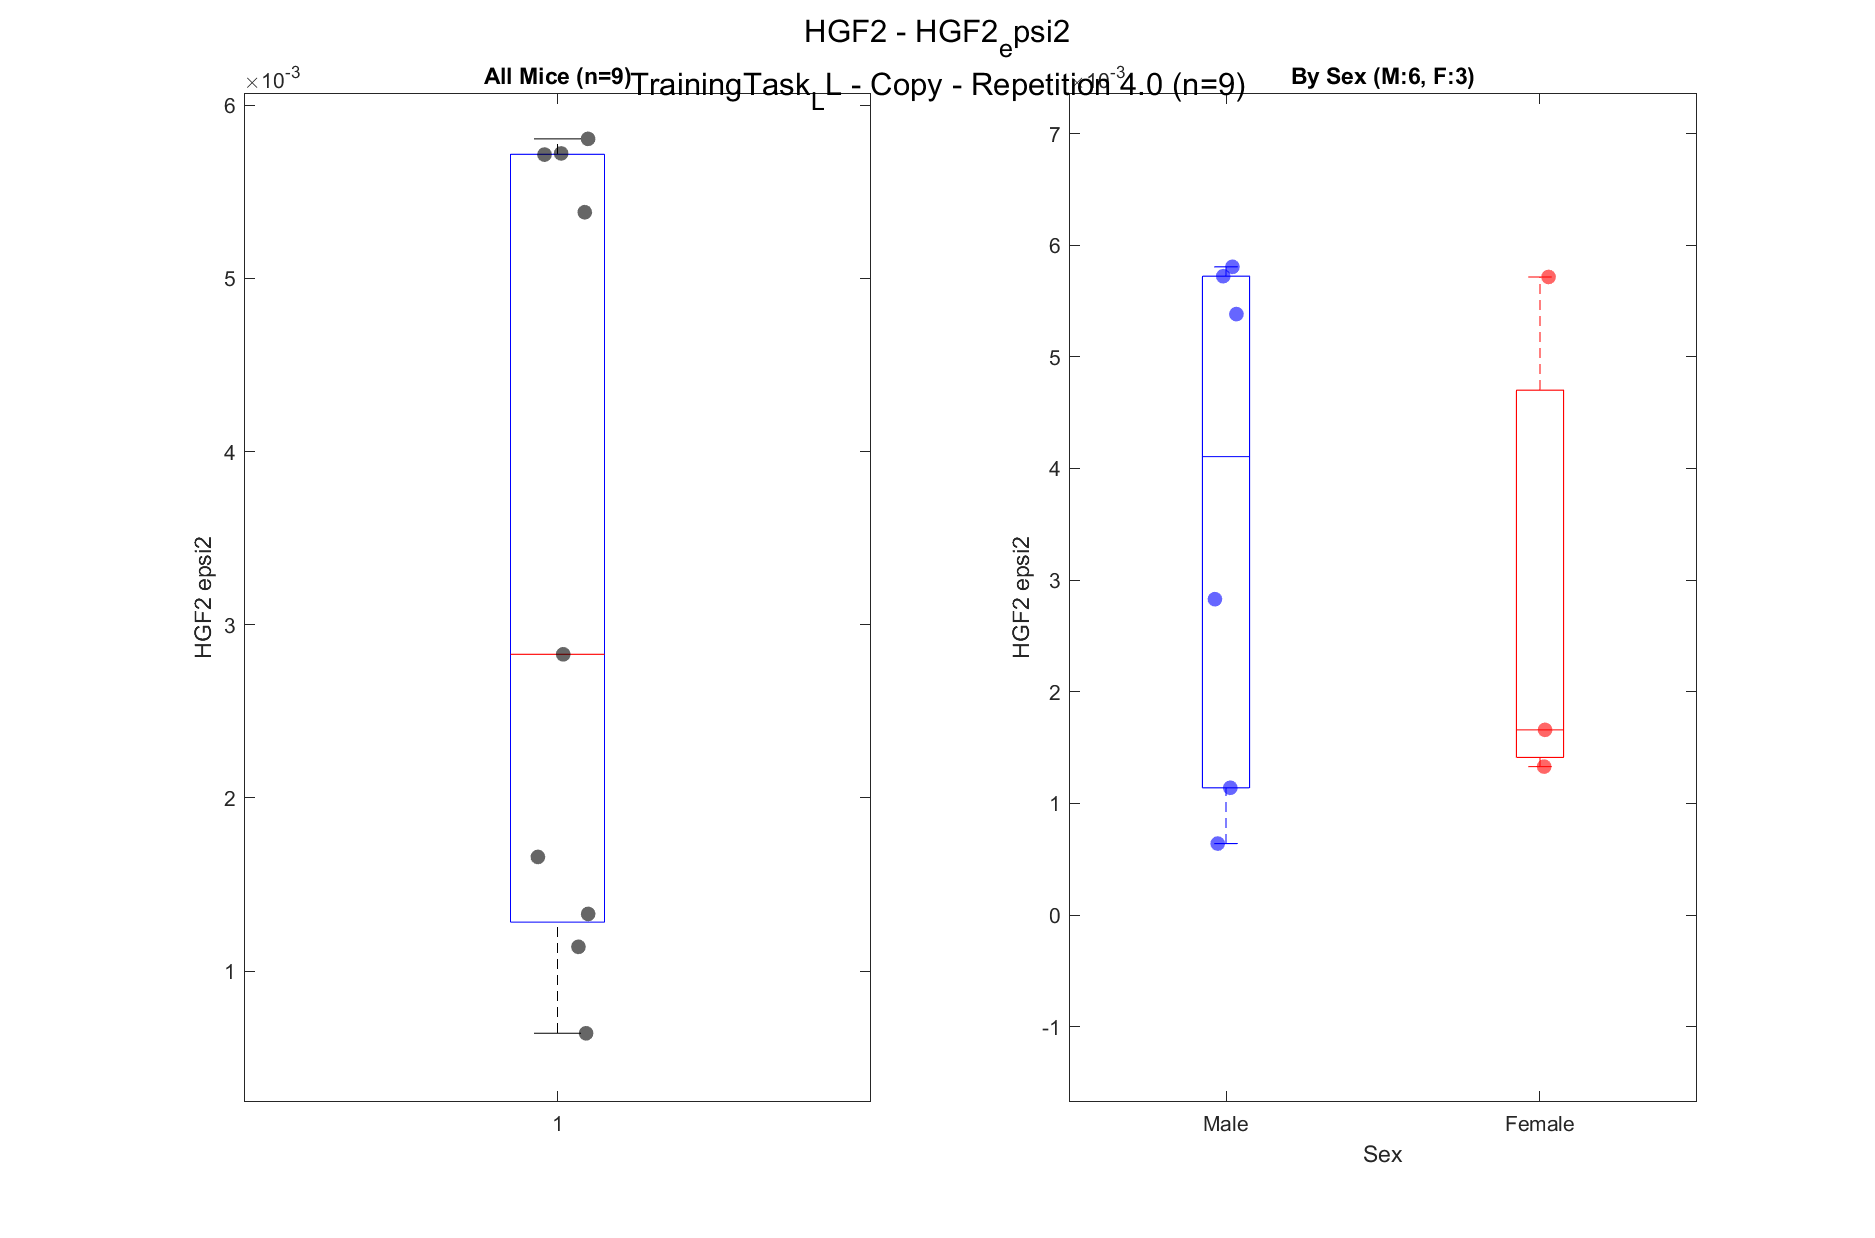 HGF2 - HGF2_epsi2
TrainingTask_LL - Copy - Repetition 4.0 (n=9)
All Mice (n=9)
×10-3
6
5
4
3
2
1
HGF2 epsi2
1
By Sex (M:6, F:3)
×10-3
7
6
5
4
3
2
1
0
-1
HGF2 epsi2
Male
Female
Sex